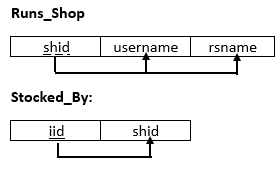 Runs_Shop
shid username rsname
Stocked_By:
iid shid